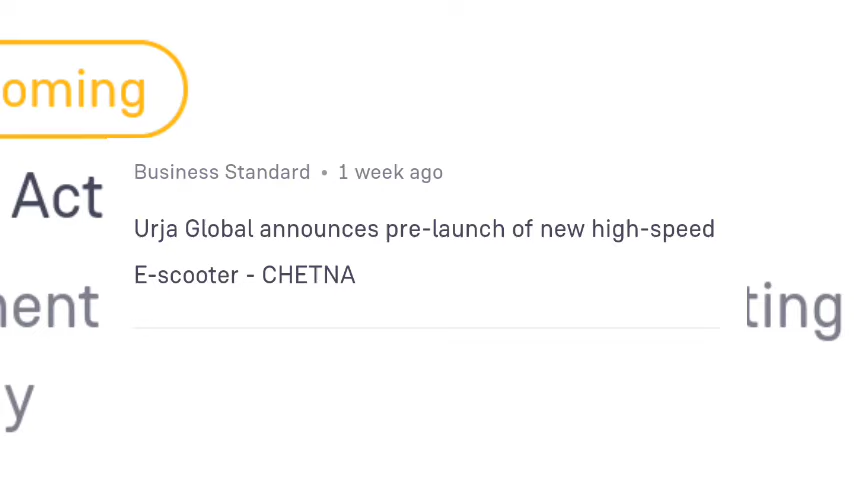 oming
Act
Business Standard • 1 week ago
Urja Global announces pre-launch of new high-speed
E-scooter - CHETNA
ent
ting
y